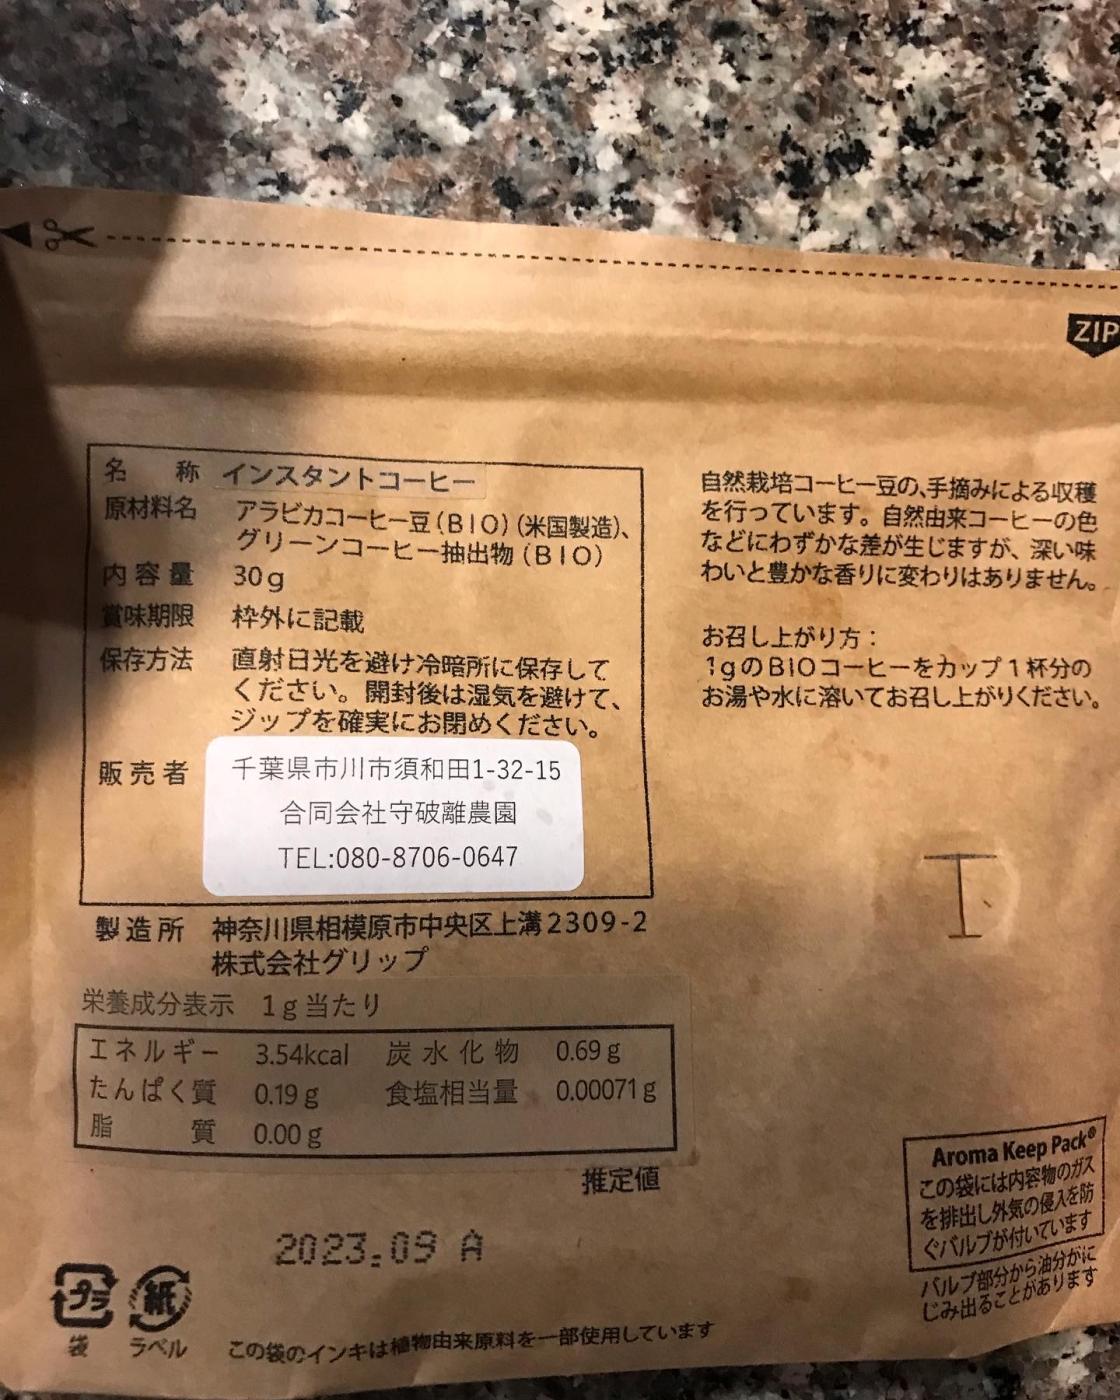 ZIP
名称 インスタントコーヒー
原材料名 アラビカコーヒー豆(BIO)(米国製造)、
グリーンコーヒー抽出物(BIO)
内容量 30g
賞味期限 枠外に記載
保存方法 直射日光を避け冷暗所に保存して
ください。開封後は湿気を避けて、
ジップを確実にお閉めください。
販売者 千葉県市川市須和田1-32-15
合同会社守破離農園
TEL:080-8706-0647
製造所 神奈川県相模原市中央区上溝2309-2
株式会社グリップ
栄養成分表示 1g当たり
エネルギー 3.54kcal 炭水化物 0.69g
たんぱく質 0.19g 食塩相当量 0.00071g
脂質 0.00g
推定値
2023.09 A
プラ 紙
袋 ラベル
この袋のインキは植物由来原料を一部使用しています
自然栽培コーヒー豆の、手摘みによる収穫
を行っています。自然由来コーヒーの色
などにわずかな差が生じますが、深い味
わいと豊かな香りに変わりはありません。
お召し上がり方：
1gのBIOコーヒーをカップ1杯分の
お湯や水に溶いてお召し上がりください。
Aroma Keep Pack®
この袋には内容物のガス
を排出し外気の侵入を防
ぐバルブが付いています
バルブ部分から油分がに
じみ出ることがあります